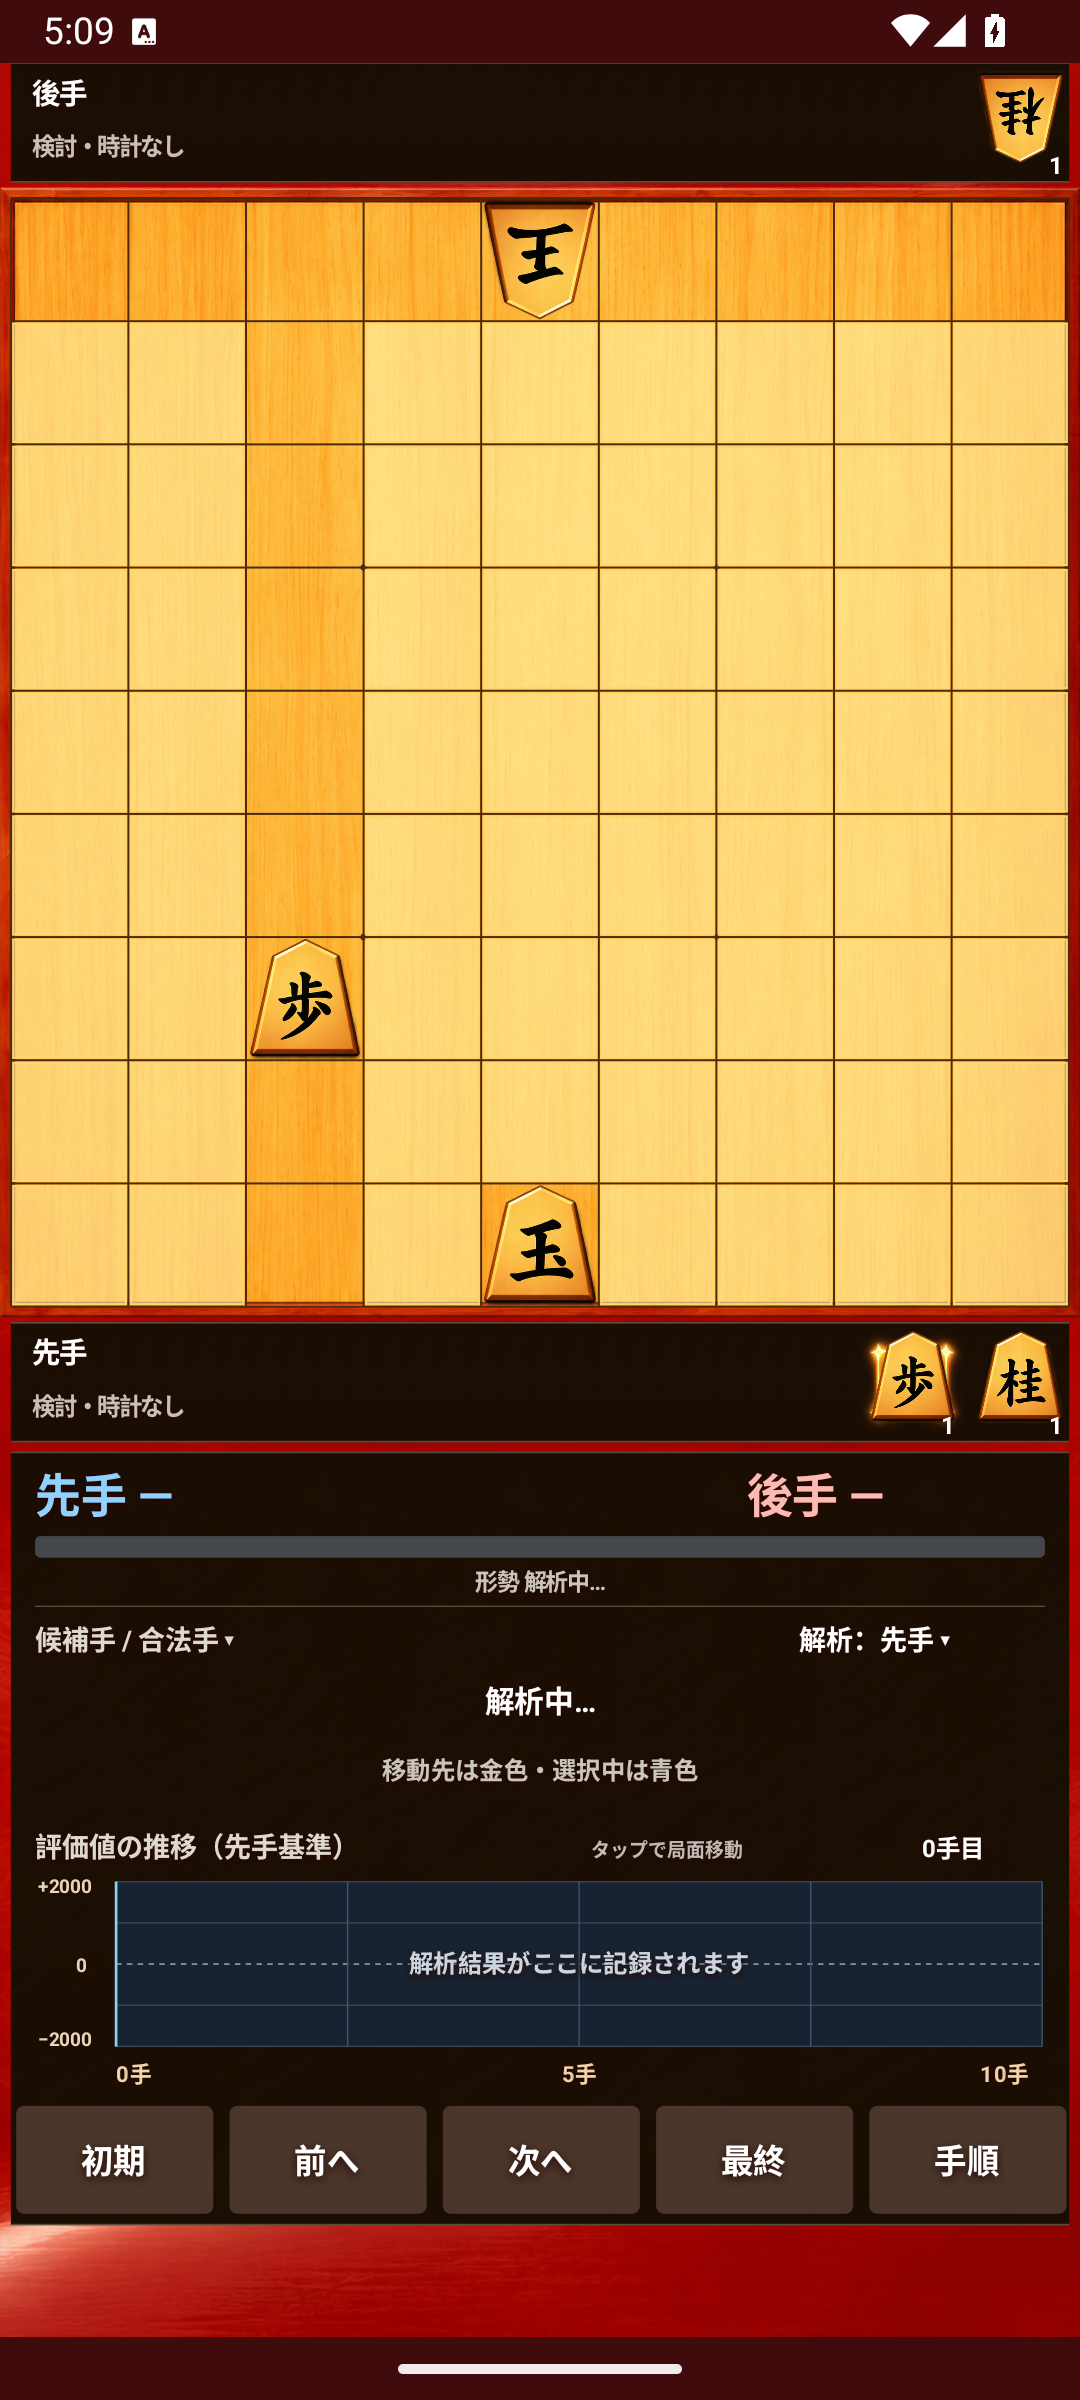 5:09
後手
検討・時計なし
桂
1
王
歩
玉
先手
検討・時計なし
歩
1
桂
1
先手 —
後手 —
形勢 解析中...
候補手 / 合法手 ▾
解析：先手 ▾
解析中...
移動先は金色・選択中は青色
評価値の推移（先手基準）
タップで局面移動
0手目
+2000
0
−2000
解析結果がここに記録されます
0手
5手
10手
初期
前へ
次へ
最終
手順